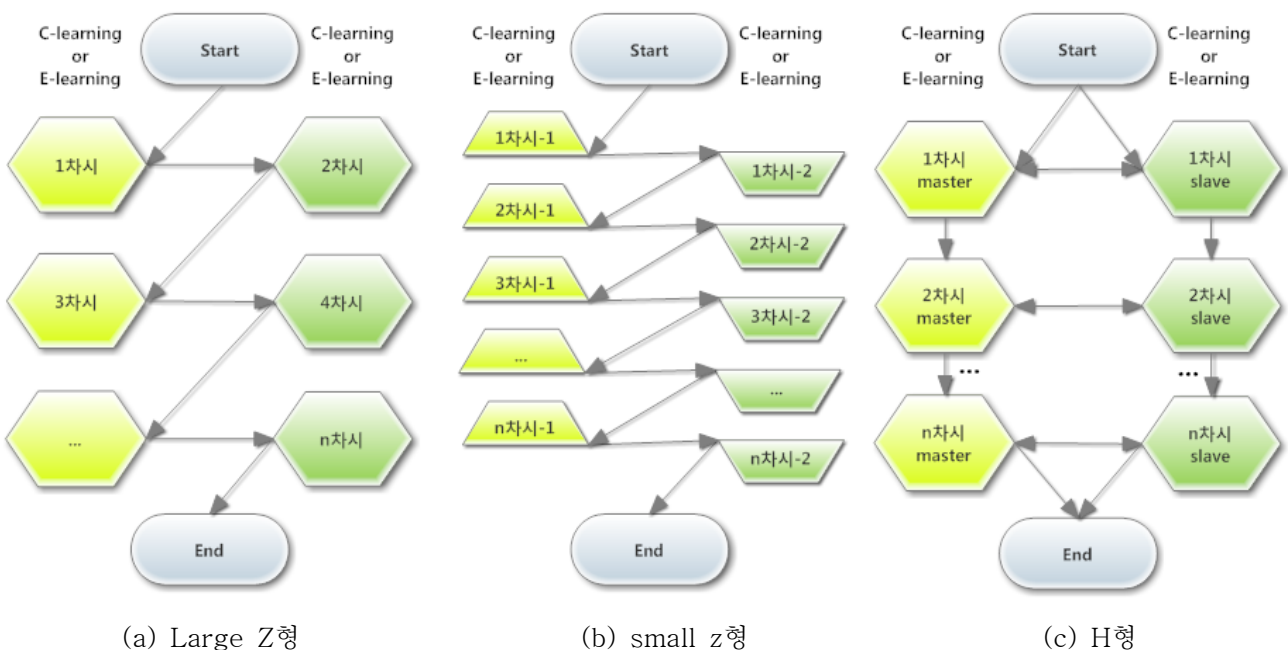 C-learning
or
E-learning
Start
C-learning
or
E-learning
1차시
2차시
3차시
4차시
...
n차시
End
(a) Large Z형
C-learning
or
E-learning
Start
C-learning
or
E-learning
1차시-1
1차시-2
2차시-1
2차시-2
3차시-1
3차시-2
...
...
n차시-1
n차시-2
End
(b) small z형
C-learning
or
E-learning
Start
C-learning
or
E-learning
1차시
master
1차시
slave
2차시
master
2차시
slave
...
...
n차시
master
n차시
slave
End
(c) H형